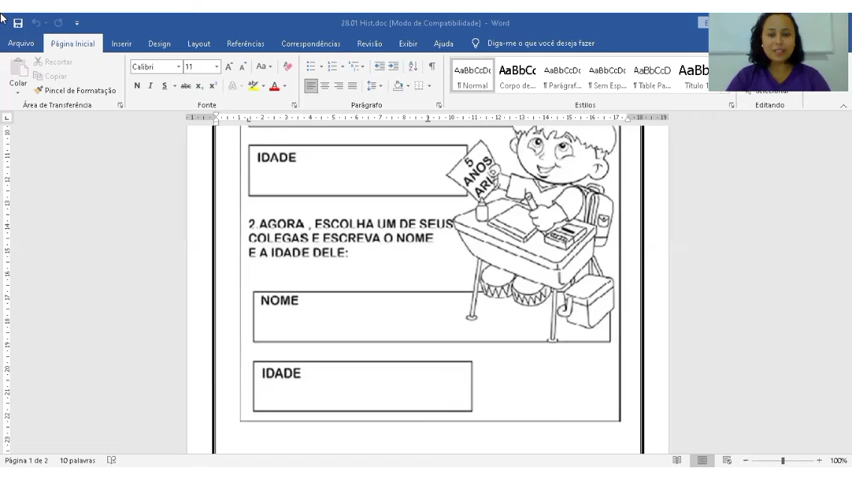 28.01 Hist.doc [Modo de Compatibilidade] - Word
Arquivo Página Inicial Inserir Design Layout Referências Correspondências Revisão Exibir Ajuda Diga-me o que você deseja fazer
Colar
Recortar
Copiar
Pincel de Formatação
Área de Transferência
Calibri 11
N I S abc x₂ x²
Fonte
Parágrafo
AaBbCcDc AaBbCc AaBbCcDc AaBbCcDc AaBbCcD AaBb
¶ Normal Corpo de... ¶ Parágraf... ¶ Sem Esp... ¶ Table Pa... Título 1
Estilos
Editando
IDADE
5
ANOS
ARI
2.AGORA , ESCOLHA UM DE SEUS
COLEGAS E ESCREVA O NOME
E A IDADE DELE:
NOME
IDADE
Página 1 de 2 10 palavras
100%